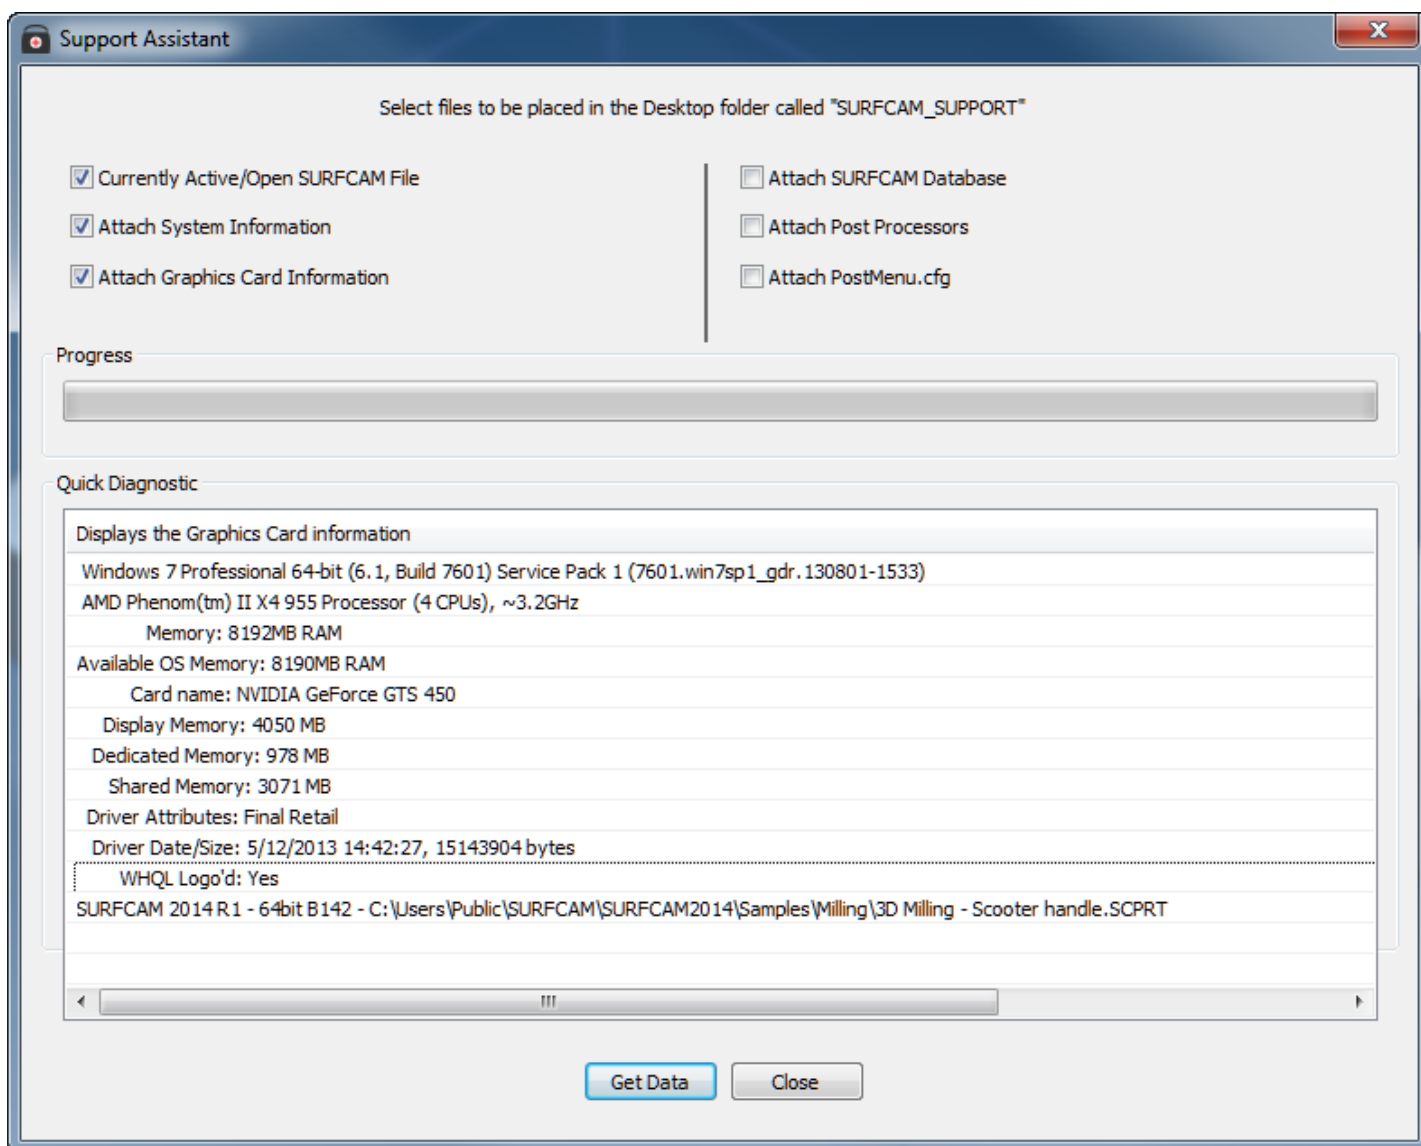 Support Assistant
Select files to be placed in the Desktop folder called "SURFCAM_SUPPORT"
Currently Active/Open SURFCAM File
Attach System Information
Attach Graphics Card Information
Attach SURFCAM Database
Attach Post Processors
Attach PostMenu.cfg
Progress
Quick Diagnostic
Displays the Graphics Card information
Windows 7 Professional 64-bit (6.1, Build 7601) Service Pack 1 (7601.win7sp1_gdr.130801-1533)
AMD Phenom(tm) II X4 955 Processor (4 CPUs), ~3.2GHz
Memory: 8192MB RAM
Available OS Memory: 8190MB RAM
Card name: NVIDIA GeForce GTS 450
Display Memory: 4050 MB
Dedicated Memory: 978 MB
Shared Memory: 3071 MB
Driver Attributes: Final Retail
Driver Date/Size: 5/12/2013 14:42:27, 15143904 bytes
WHQL Logo'd: Yes
SURFCAM 2014 R1 - 64bit B142 - C:\Users\Public\SURFCAM\SURFCAM2014\Samples\Milling\3D Milling - Scooter handle.SCPRT
Get Data
Close